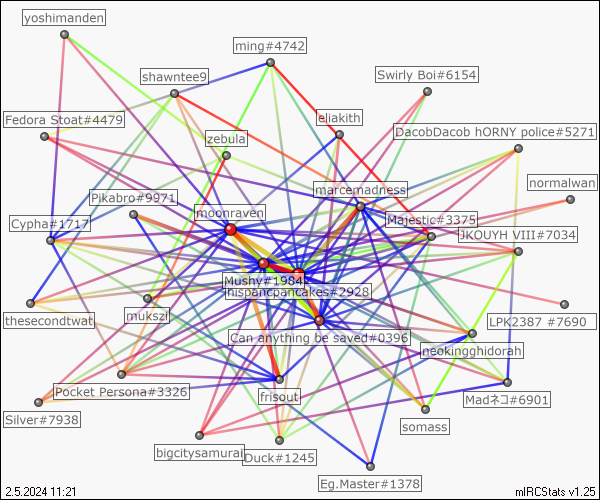 yoshimanden
ming#4742
shawntee9
Swirly Boi#6154
Fedora Stoat#4479
eliakith
DacobDacob hORNY police#5271
zebula
normalwan
marcemadness
Pikabro#9971
moonraven
Majestic#3375
Cypha#1717
JKOUYH VIII#7034
Mushy#1984
hispancpancakes#2928
thesecondtwat
mukszif
LPK2387 #7690
Can anything be saved#0396
neokingghidorah
Pocket Persona#3326
frisout
Madネコ#6901
Silver#7938
somass
bigcitysamurai
Duck#1245
Eg.Master#1378
2.5.2024 11:21
mIRCStats v1.25